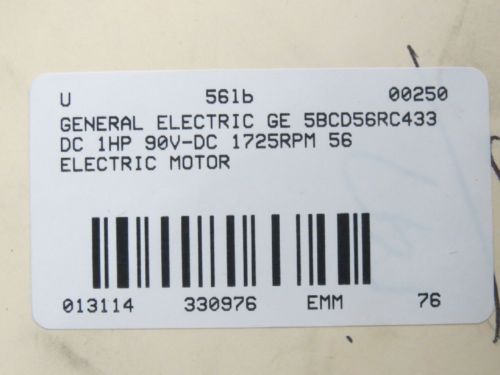 U 561b 00250
GENERAL ELECTRIC GE 5BCD56RC433
DC 1HP 90V-DC 1725RPM 56
ELECTRIC MOTOR
013114 330976 EMM 76